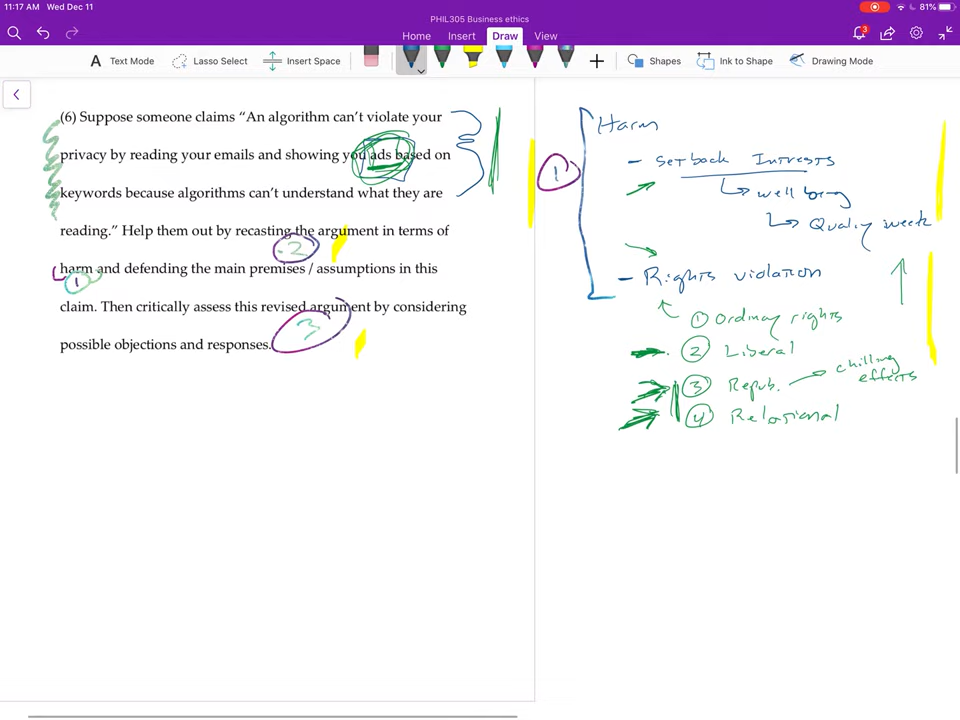 11:17 AM Wed Dec 11
81%
PHIL305 Business ethics
Home Insert Draw View
3
Text Mode Lasso Select Insert Space Shapes Ink to Shape Drawing Mode
(6) Suppose someone claims “An algorithm can’t violate your
privacy by reading your emails and showing you ads based on
keywords because algorithms can’t understand what they are
reading.” Help them out by recasting the argument in terms of
2
harm and defending the main premises / assumptions in this
1
claim. Then critically assess this revised argument by considering
3
possible objections and responses.
1
Harm
- Setback Intrests
well being
Quality
- Rights violation
1 Ordinary rights
2 Liberal
3 Repub. chilling
effects
4 Relational